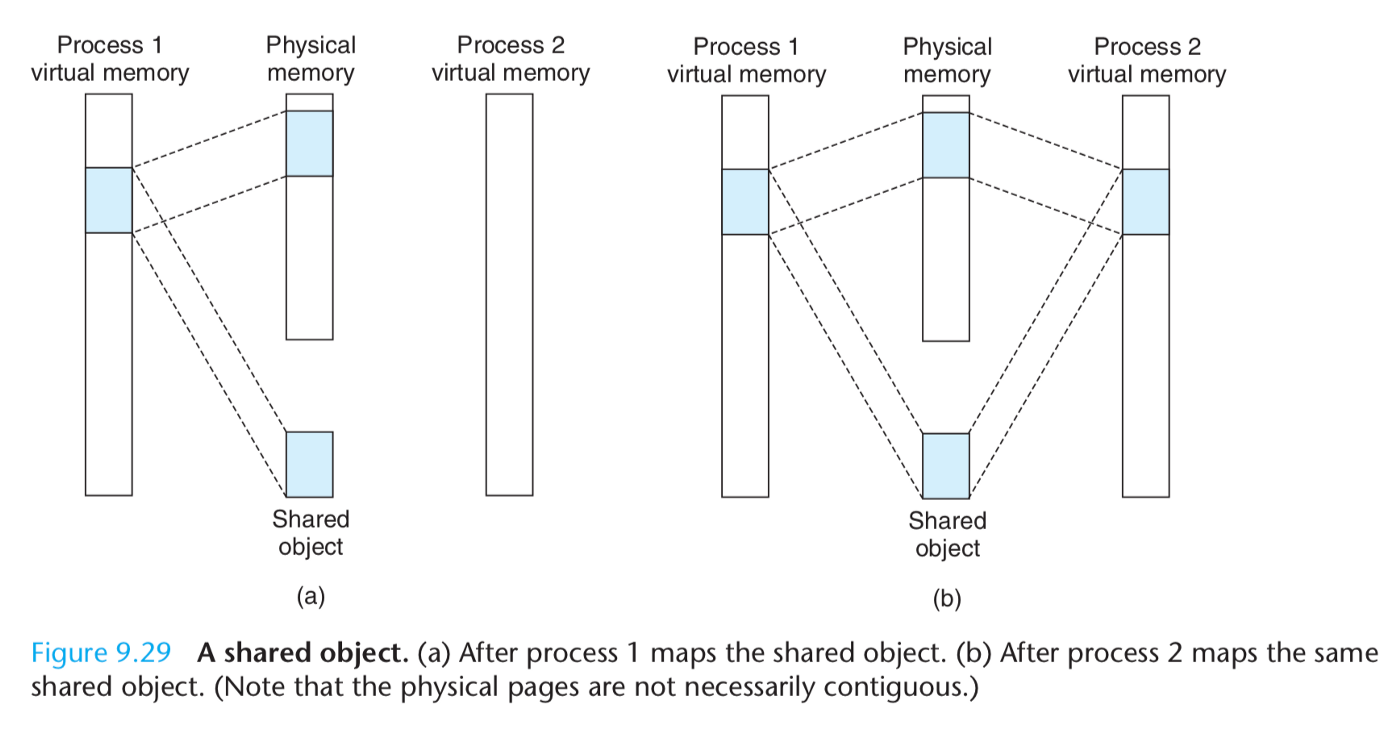 Process 1
virtual memory
Physical
memory
Process 2
virtual memory
Shared
object
(a)
Process 1
virtual memory
Physical
memory
Process 2
virtual memory
Shared
object
(b)
Figure 9.29 A shared object. (a) After process 1 maps the shared object. (b) After process 2 maps the same
shared object. (Note that the physical pages are not necessarily contiguous.)